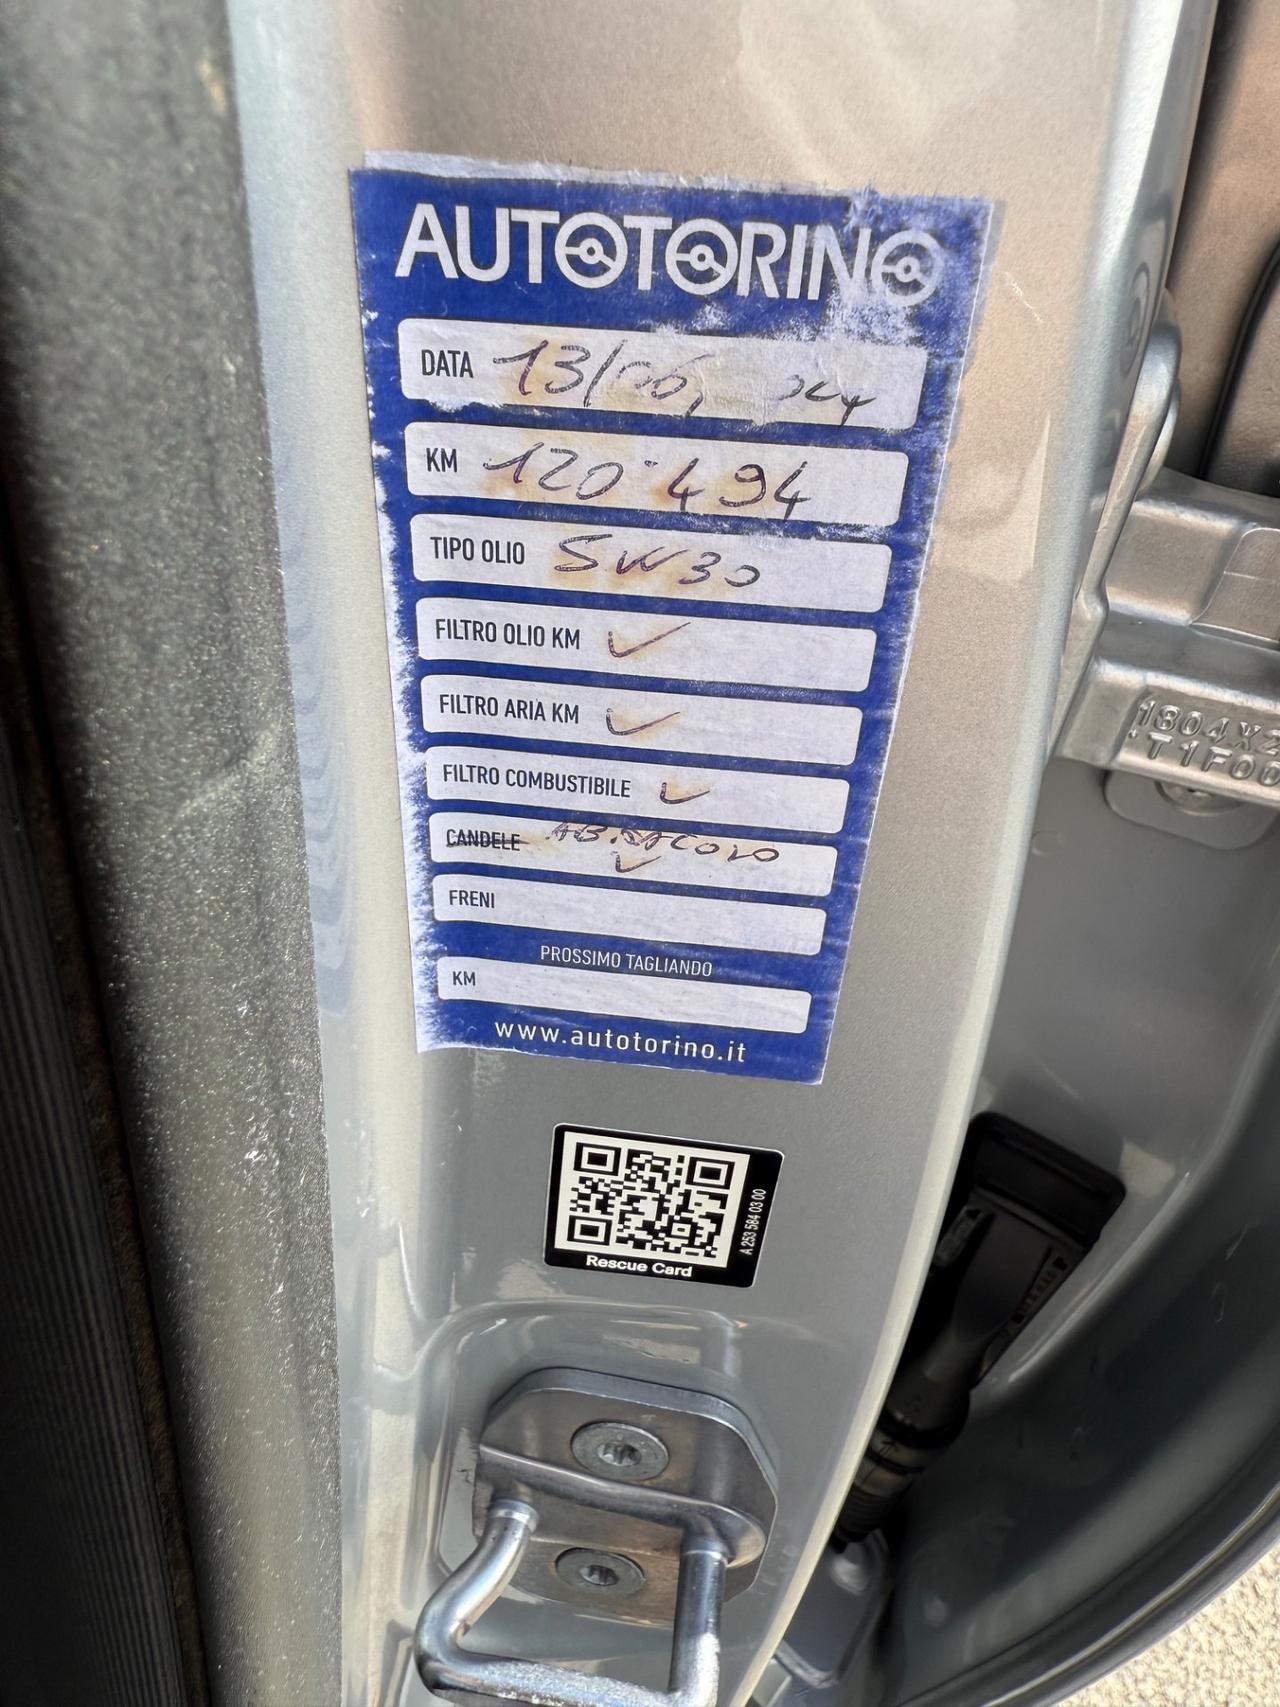 AUTOTORINO
DATA 13/06,
KM 120.494
TIPO OLIO 5W30
FILTRO OLIO KM ✓
FILTRO ARIA KM ✓
FILTRO COMBUSTIBILE ✓
CANDELE ✓
FRENI
PROSSIMO TAGLIANDO
KM
www.autotorino.it
Rescue Card
A 253 584 03 00
1804X2
T1F00